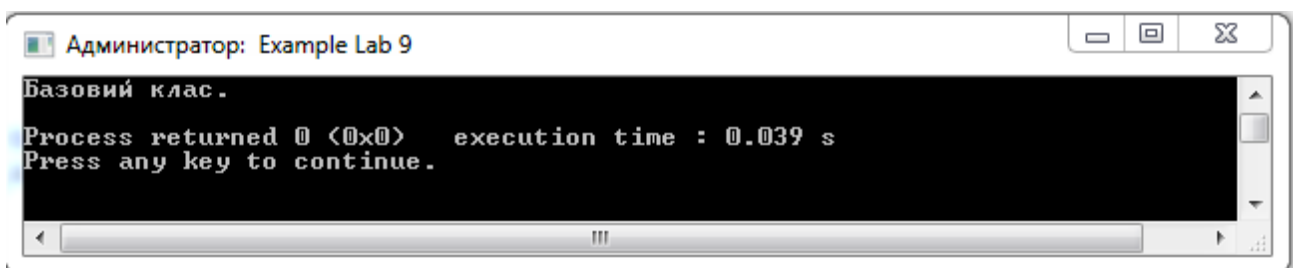 Администратор: Example Lab 9
Базовий клас.
Process returned 0 (0x0)   execution time : 0.039 s
Press any key to continue.